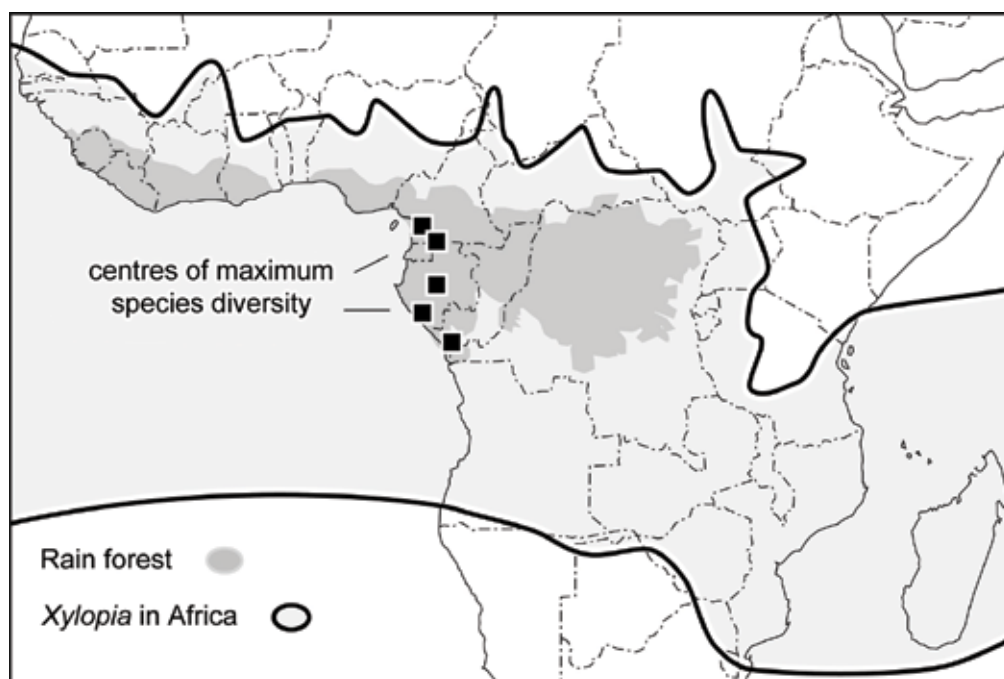 centres of maximum
species diversity
Rain forest
Xylopia in Africa